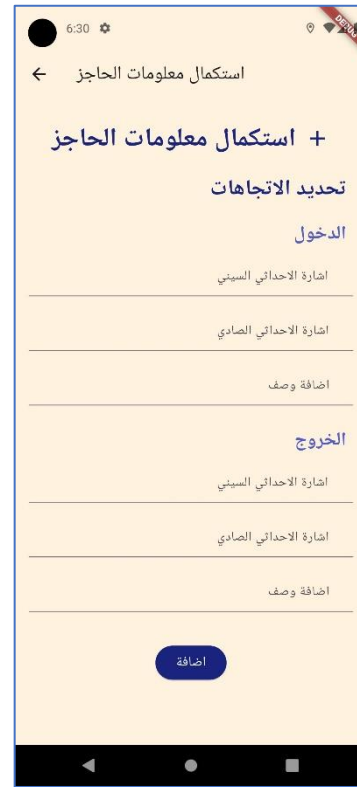 6:30
DEBUG
استكمال معلومات الحاجز
+ استكمال معلومات الحاجز
تحديد الاتجاهات
الدخول
اشارة الاحداثي السيني
اشارة الاحداثي الصادي
اضافة وصف
الخروج
اشارة الاحداثي السيني
اشارة الاحداثي الصادي
اضافة وصف
اضافة